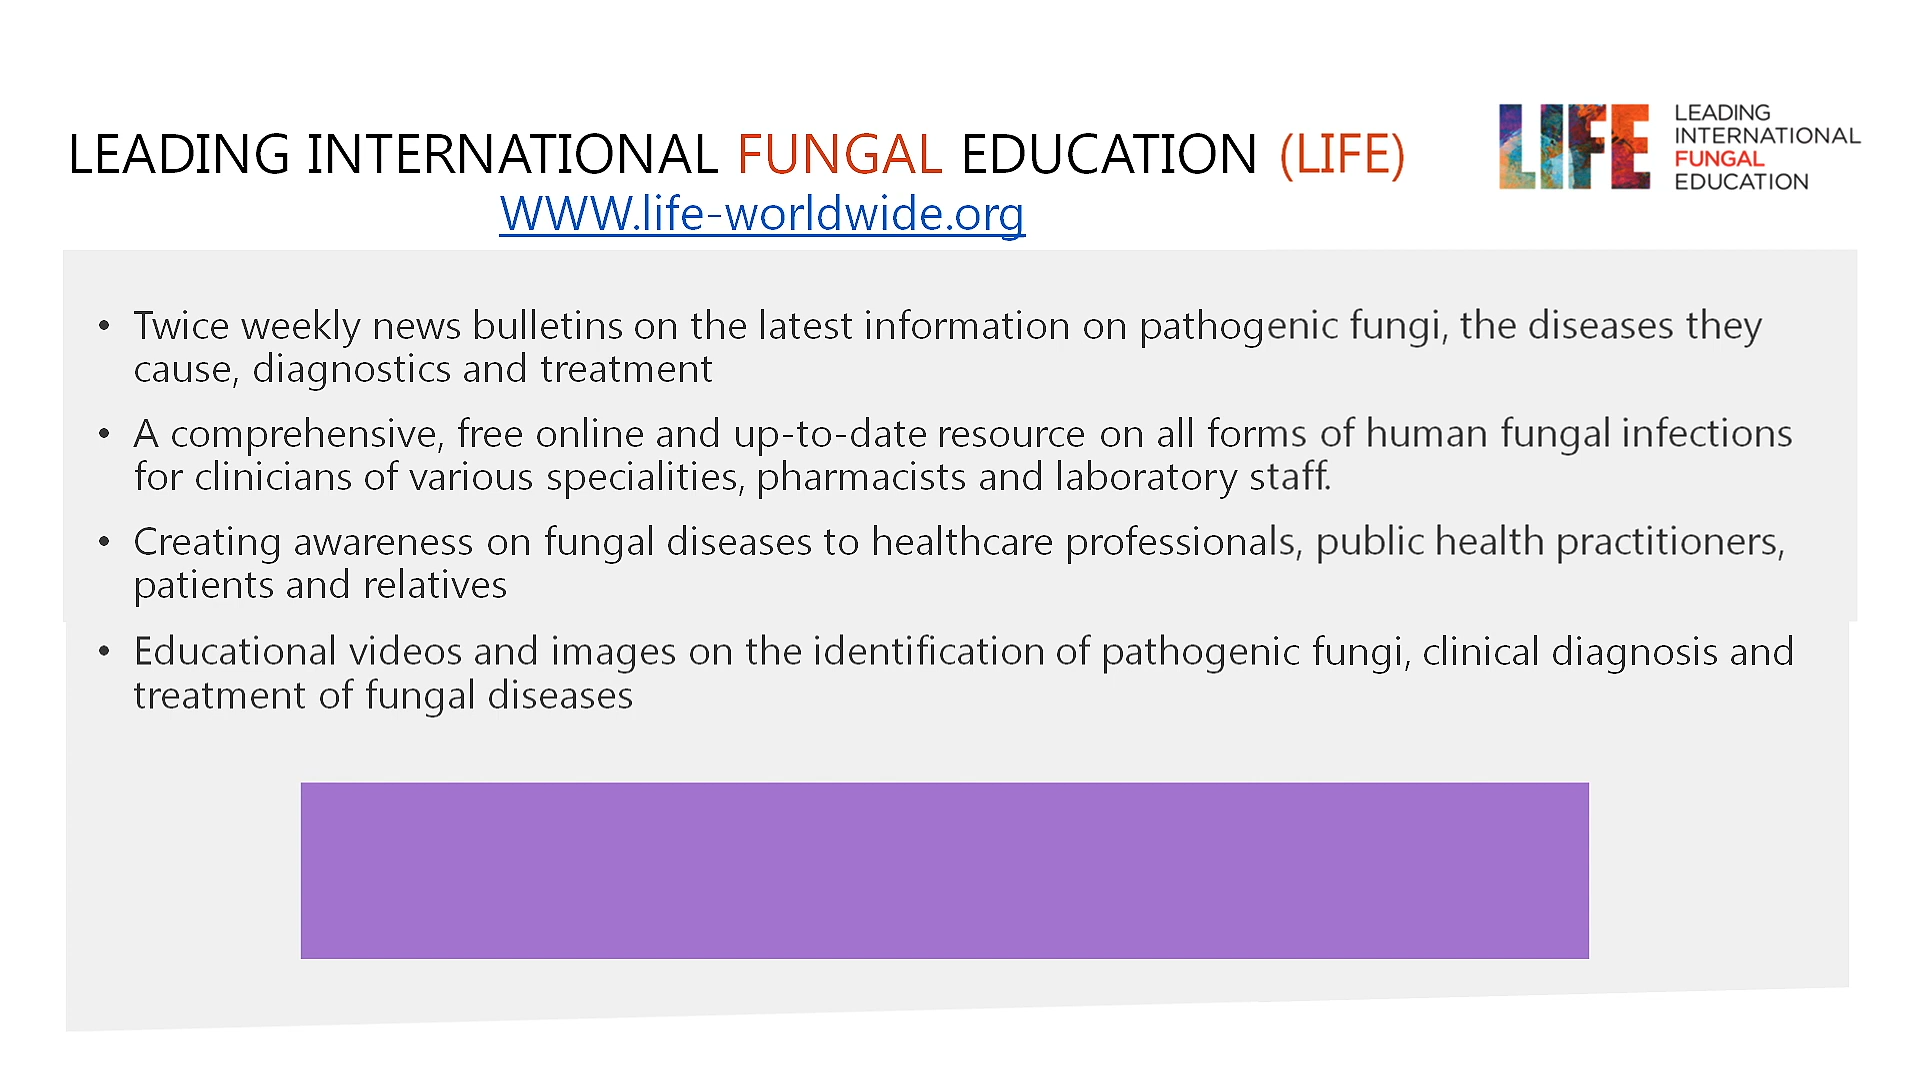 LEADING INTERNATIONAL FUNGAL EDUCATION (LIFE)
WWW.life-worldwide.org
LIFE
LEADING
INTERNATIONAL
FUNGAL
EDUCATION
• Twice weekly news bulletins on the latest information on pathogenic fungi, the diseases they
cause, diagnostics and treatment
• A comprehensive, free online and up-to-date resource on all forms of human fungal infections
for clinicians of various specialities, pharmacists and laboratory staff.
• Creating awareness on fungal diseases to healthcare professionals, public health practitioners,
patients and relatives
• Educational videos and images on the identification of pathogenic fungi, clinical diagnosis and
treatment of fungal diseases